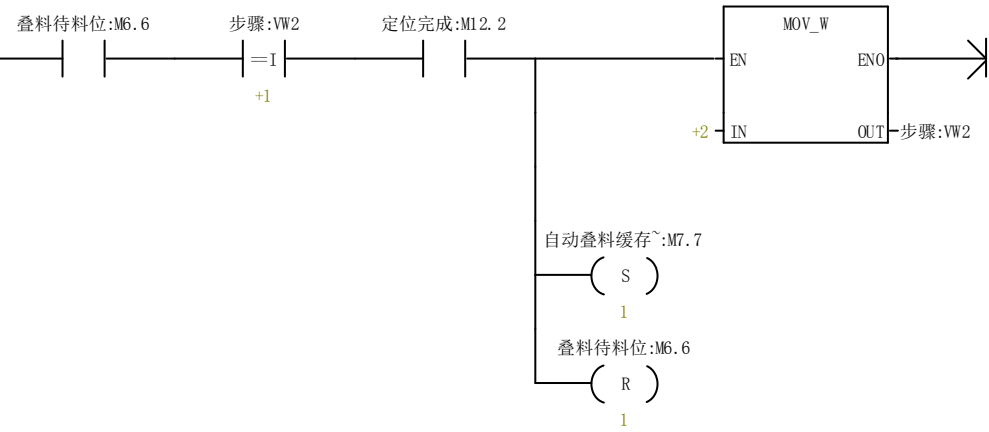 叠料待料位:M6.6 步骤:VW2 定位完成:M12.2 MOV_W
==I EN ENO
+1
+2 IN OUT 步骤:VW2
自动叠料缓存~:M7.7
S
1
叠料待料位:M6.6
R
1